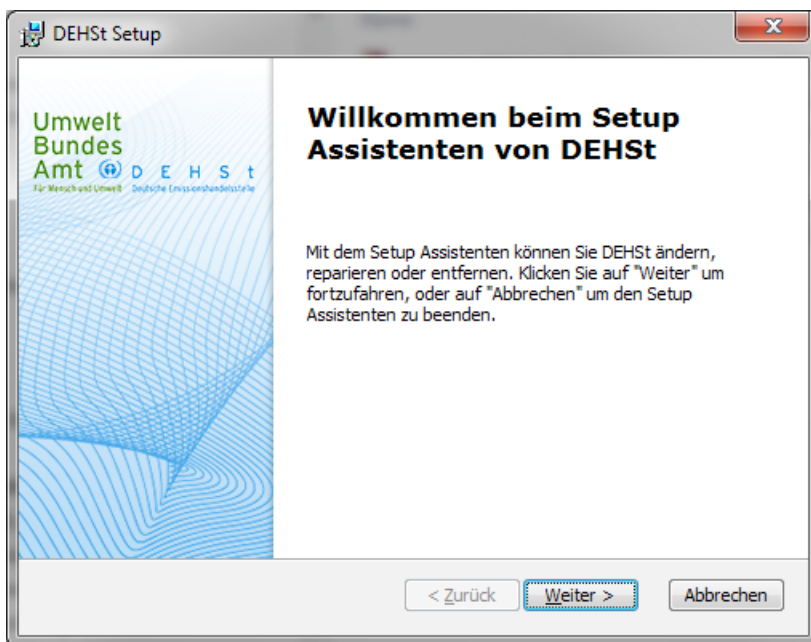 DEHSt Setup
Umwelt
Bundes
Amt D E H S t
Für Mensch und Umwelt Deutsche Emissionshandelsstelle
Willkommen beim Setup
Assistenten von DEHSt
Mit dem Setup Assistenten können Sie DEHSt ändern,
reparieren oder entfernen. Klicken Sie auf "Weiter" um
fortzufahren, oder auf "Abbrechen" um den Setup
Assistenten zu beenden.
< Zurück Weiter > Abbrechen